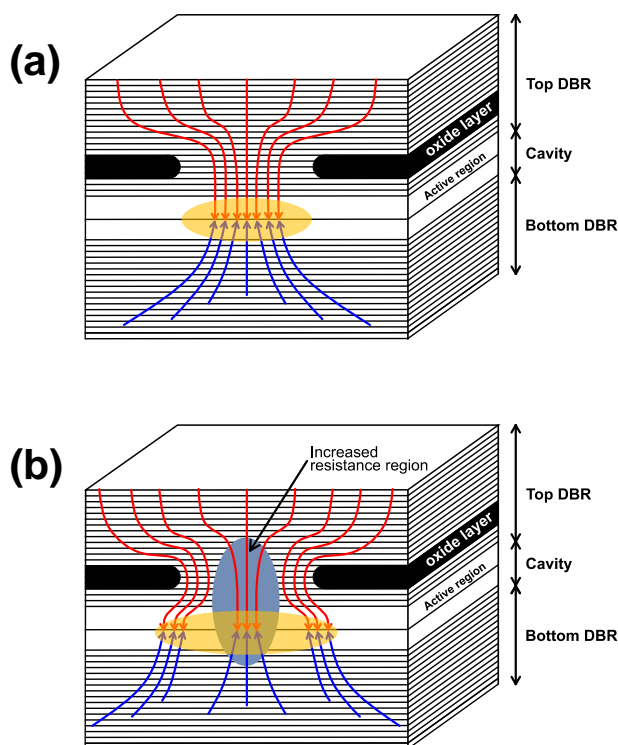 (a)
Top DBR
oxide layer
Cavity
Active region
Bottom DBR
(b)
Increased
resistance region
Top DBR
oxide layer
Cavity
Active region
Bottom DBR